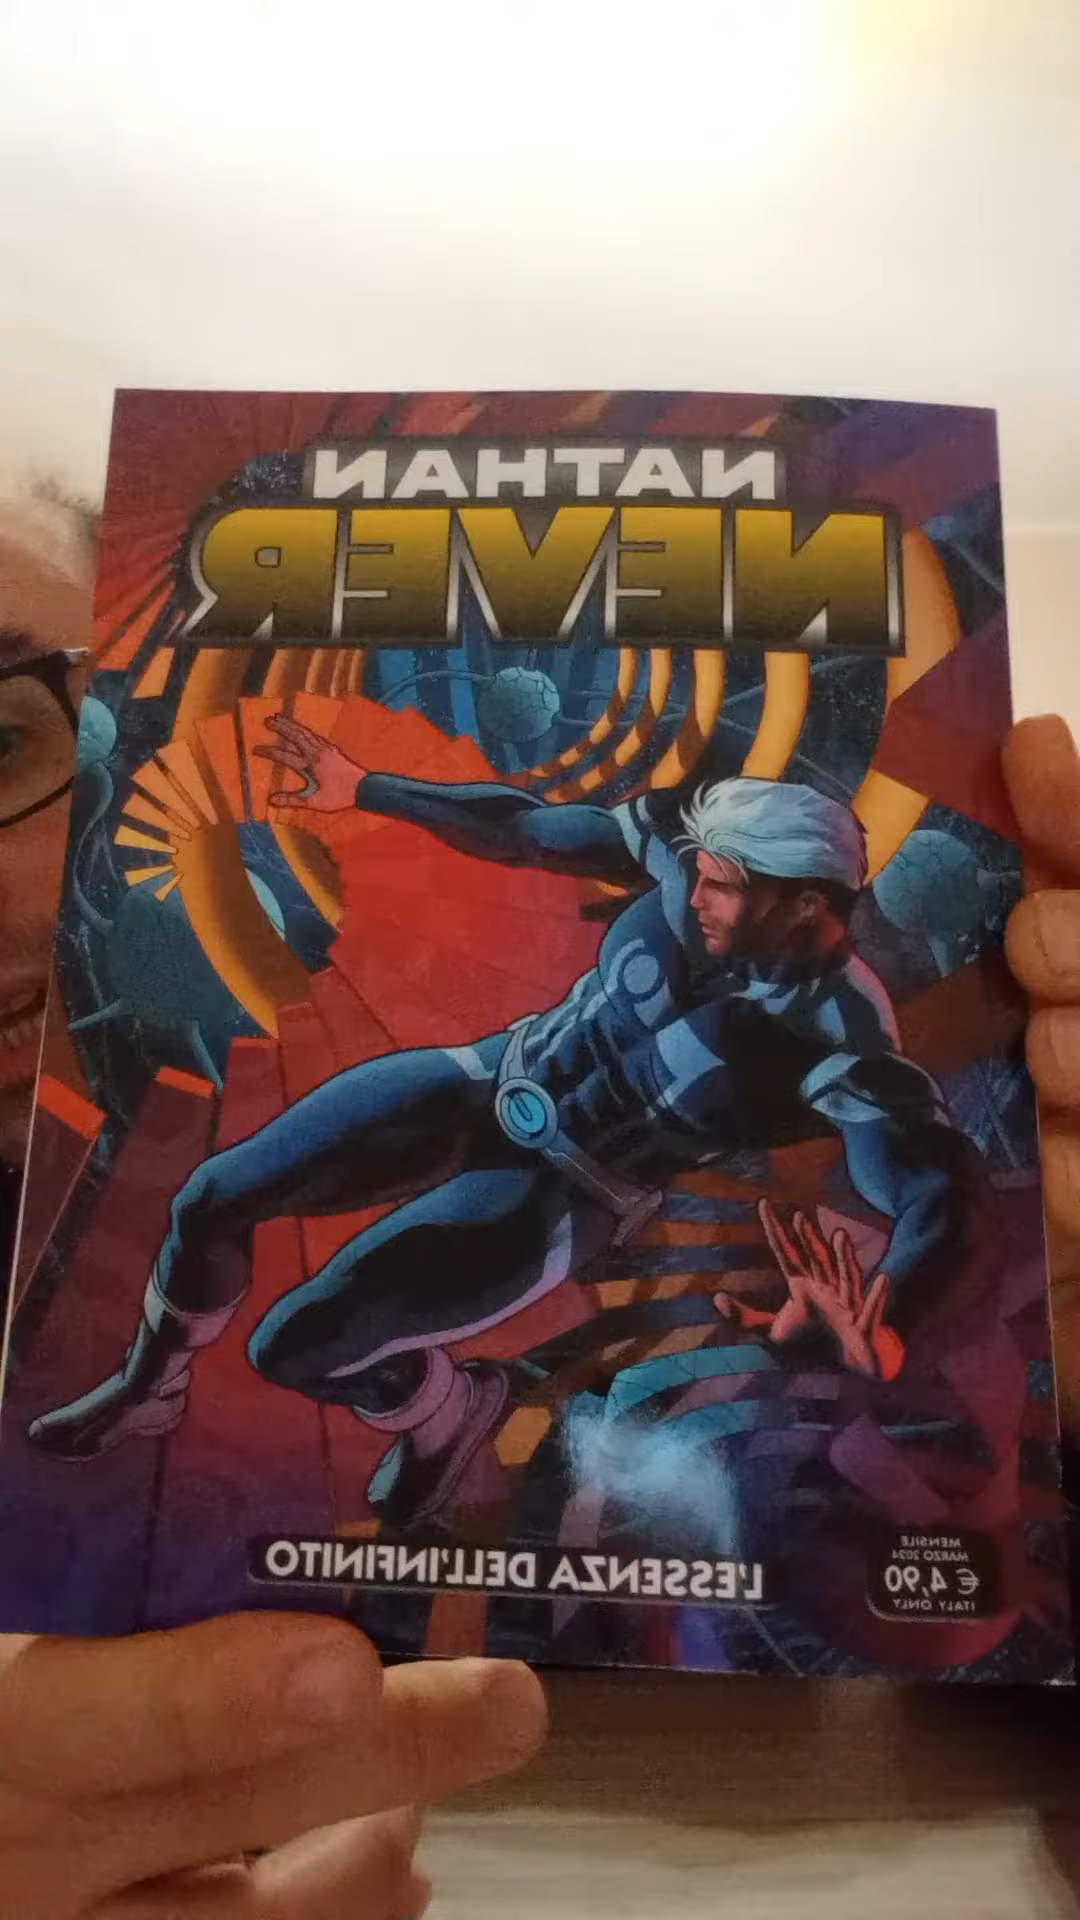 NATHAN
NEVER
L'ESSENZA DELL'INFINITO
MENSILE
MARZO 2024
€ 4,90
ITALY ONLY